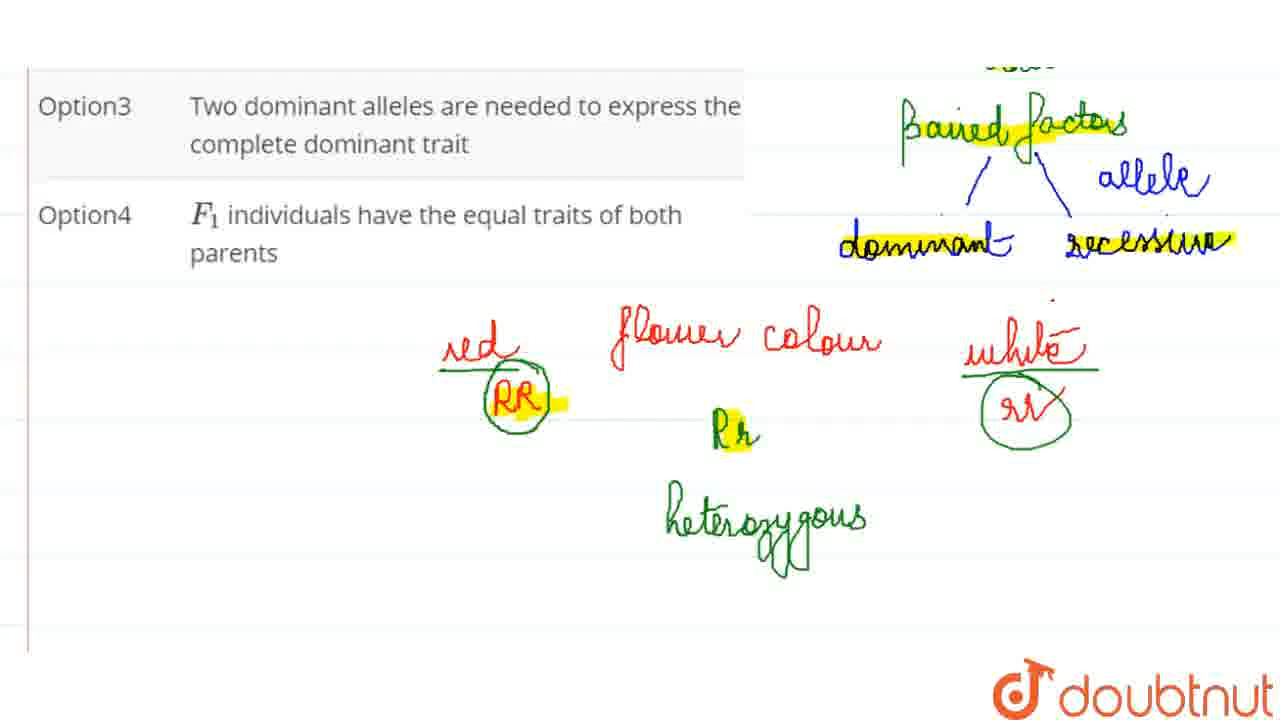 Option3 Two dominant alleles are needed to express the
complete dominant trait
Option4 F₁ individuals have the equal traits of both
parents
Paired factors
allele
dominant recessive
red flower colour white
RR rr
Rr
heterozygous
doubtnut